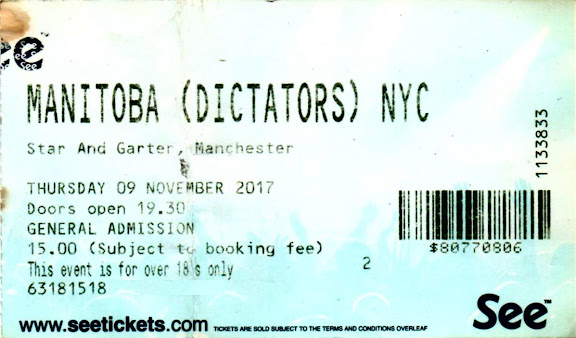 MANITOBA (DICTATORS) NYC
Star And Garter, Manchester
THURSDAY 09 NOVEMBER 2017
Doors open 19.30
GENERAL ADMISSION
15.00 (Subject to booking fee)
This event is for over 18's only
2
63181518
1133833
$80770806
www.seetickets.com TICKETS ARE SOLD SUBJECT TO THE TERMS AND CONDITIONS OVERLEAF
See™